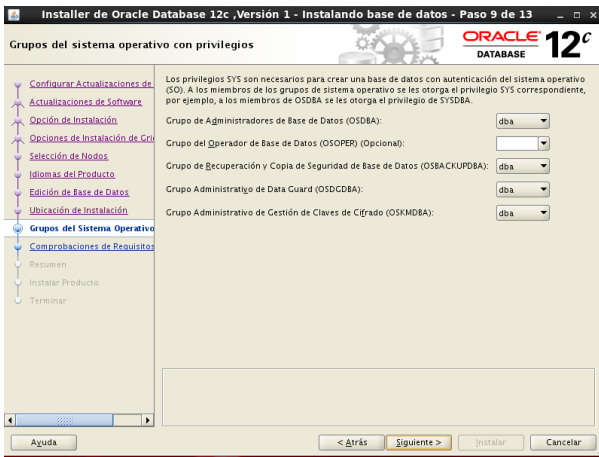 Installer de Oracle Database 12c ,Versión 1 - Instalando base de datos - Paso 9 de 13
Grupos del sistema operativo con privilegios
ORACLE
DATABASE
12c
Configurar Actualizaciones de
Actualizaciones de Software
Opción de Instalación
Opciones de Instalación de Gri
Selección de Nodos
Idiomas del Producto
Edición de Base de Datos
Ubicación de Instalación
Grupos del Sistema Operativo
Comprobaciones de Requisitos
Resumen
Instalar Producto
Terminar
Los privilegios SYS son necesarios para crear una base de datos con autenticación del sistema operativo
(SO). A los miembros de los grupos de sistema operativo se les otorga el privilegio SYS correspondiente,
por ejemplo, a los miembros de OSDBA se les otorga el privilegio de SYSDBA.
Grupo de Administradores de Base de Datos (OSDBA): dba
Grupo del Operador de Base de Datos (OSOPER) (Opcional):
Grupo de Recuperación y Copia de Seguridad de Base de Datos (OSBACKUPDBA): dba
Grupo Administrativo de Data Guard (OSDGDBA): dba
Grupo Administrativo de Gestión de Claves de Cifrado (OSKMDBA): dba
Ayuda
< Atrás
Siguiente >
Instalar
Cancelar